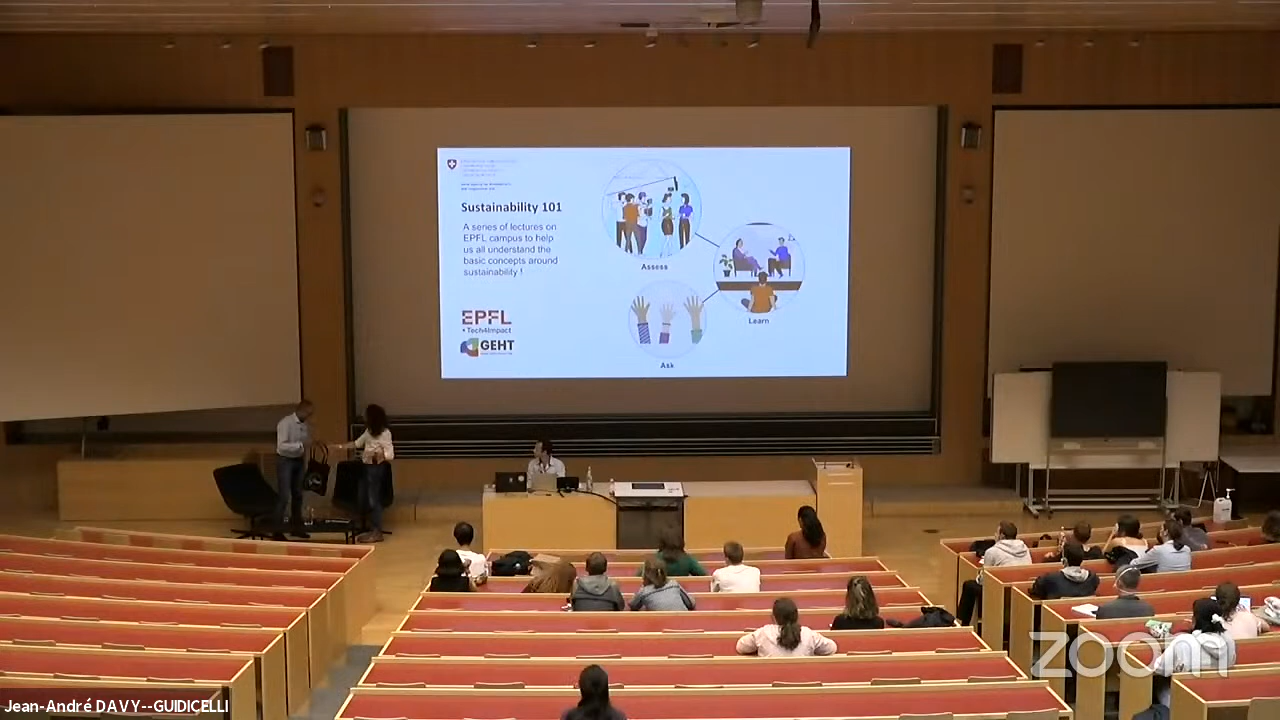 Sustainability 101
A series of lectures on
EPFL campus to help
us all understand the
basic concepts around
sustainability !
Assess
Learn
Ask
EPFL
Tech4Impact
GEHT
zoom
Jean-André DAVY--GUIDICELLI